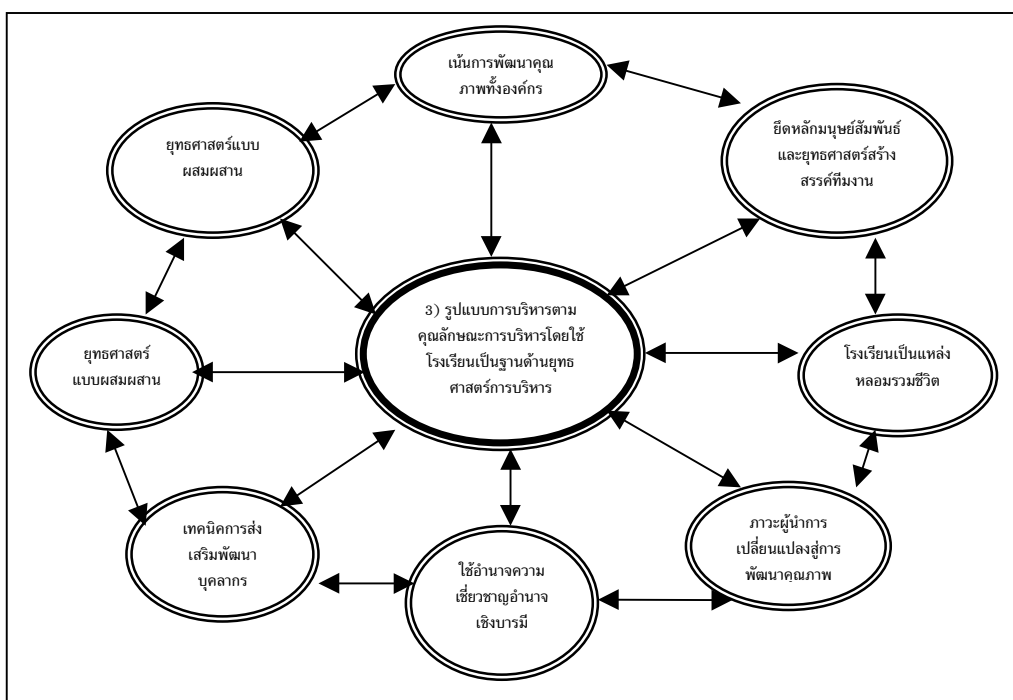 เน้นการพัฒนาคุณ
ภาพทั้งองค์กร
ยึดหลักมนุษย์สัมพันธ์
และยุทธศาสตร์สร้าง
สรรค์ทีมงาน
ยุทธศาสตร์แบบ
ผสมผสาน
3) รูปแบบการบริหารตาม
คุณลักษณะการบริหารโดยใช้
โรงเรียนเป็นฐานด้านยุทธ
ศาสตร์การบริหาร
ยุทธศาสตร์
แบบผสมผสาน
โรงเรียนเป็นแหล่ง
หลอมรวมชีวิต
เทคนิคการส่ง
เสริมพัฒนา
บุคลากร
ใช้อำนาจความ
เชี่ยวชาญอำนาจ
เชิงบารมี
ภาวะผู้นำการ
เปลี่ยนแปลงสู่การ
พัฒนาคุณภาพ